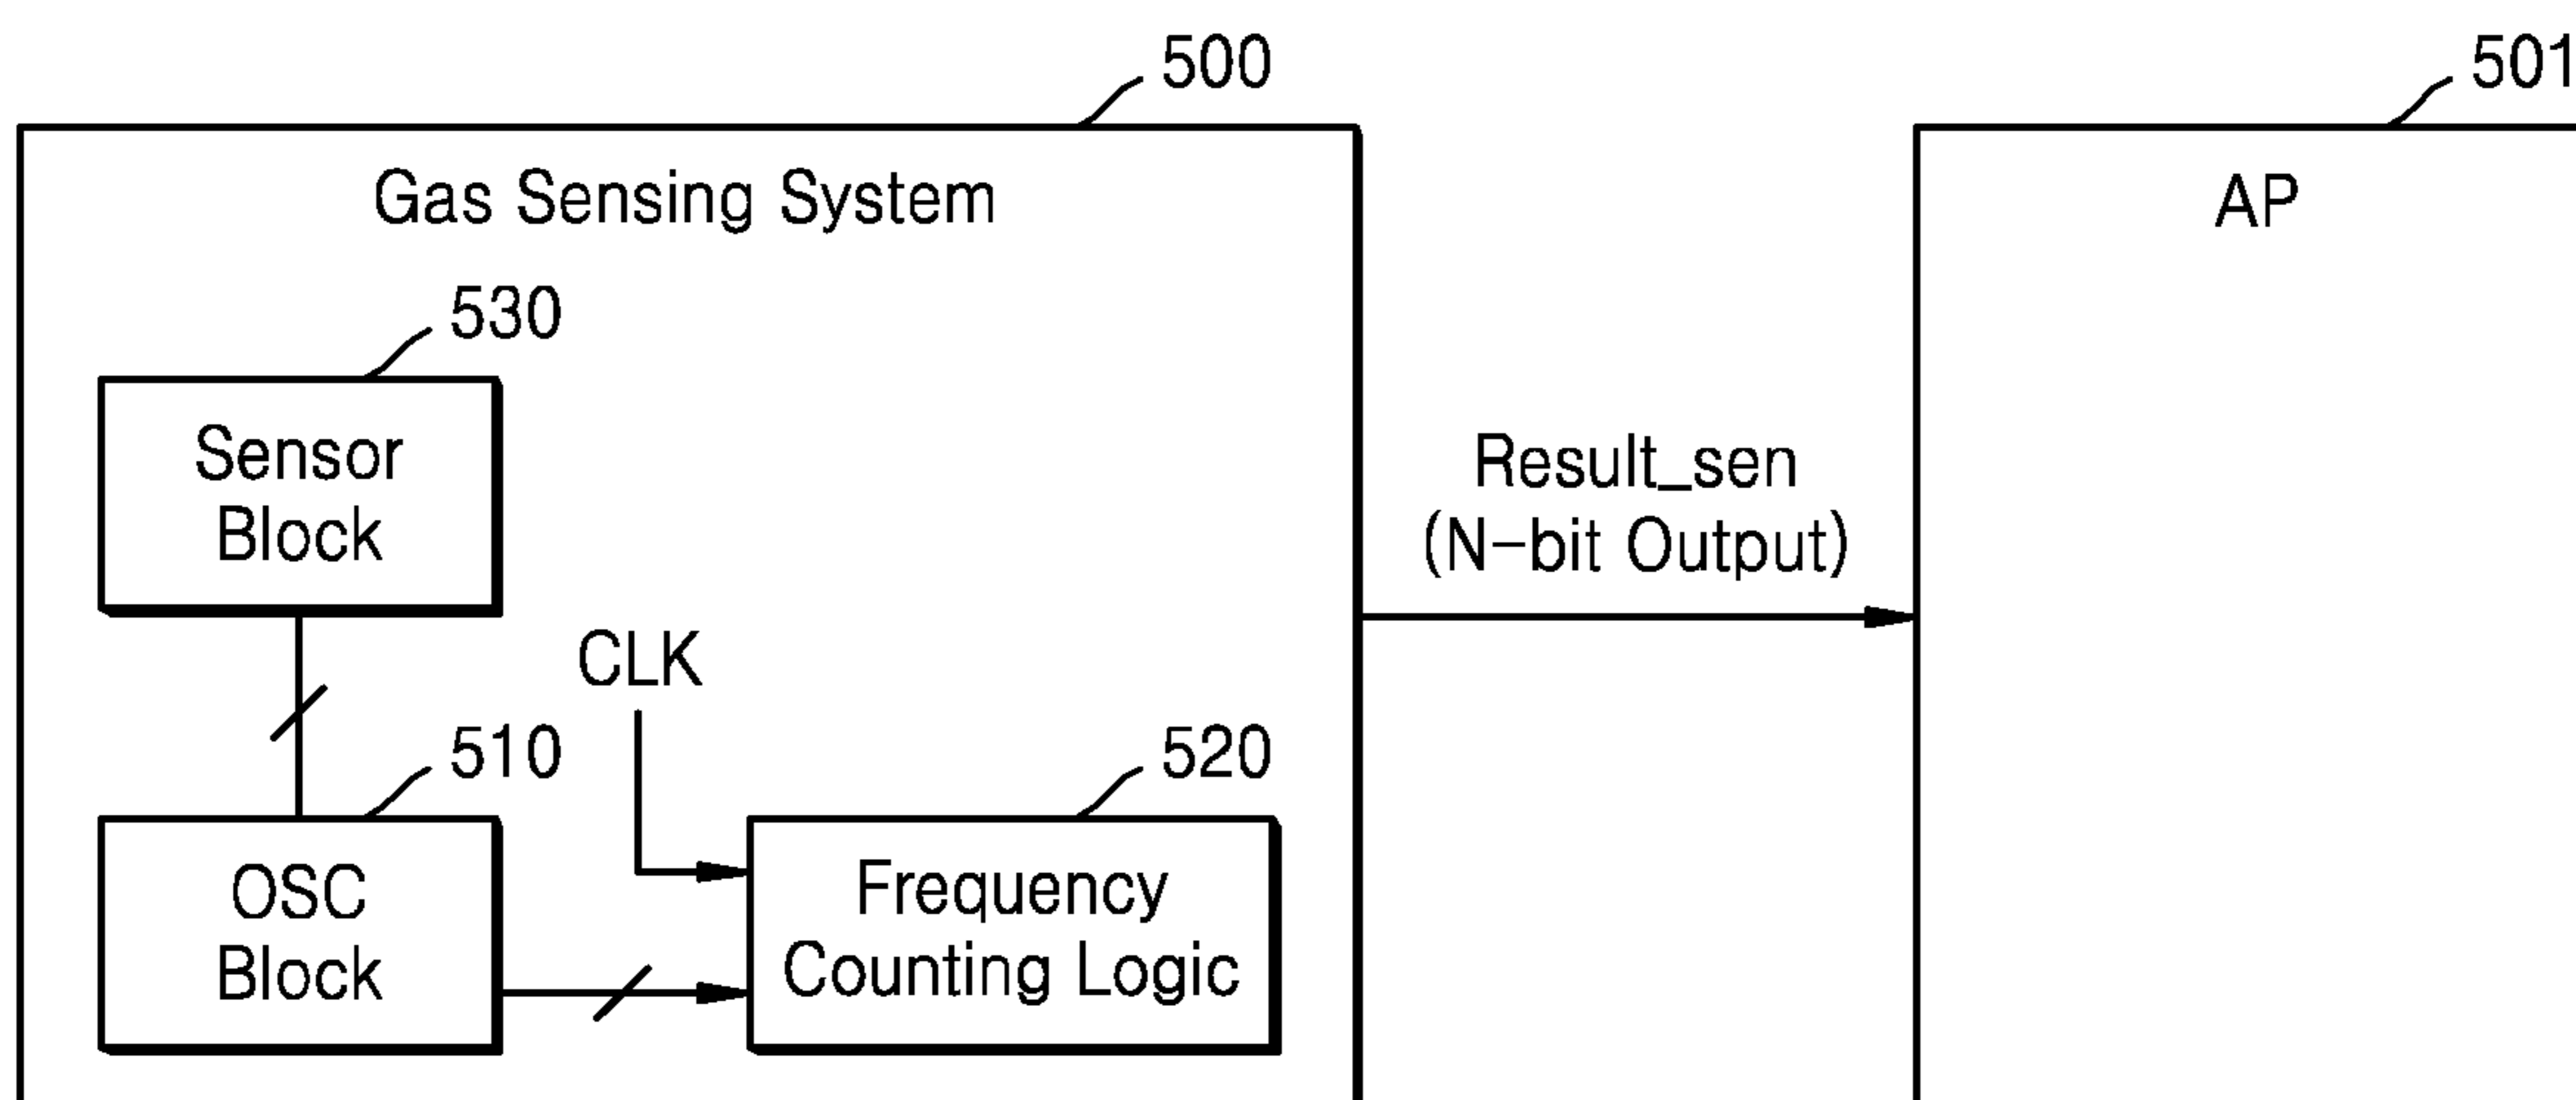 500
501
Gas Sensing System
AP
530
Sensor
Block
Result_sen
(N-bit Output)
CLK
510
520
OSC
Block
Frequency
Counting Logic